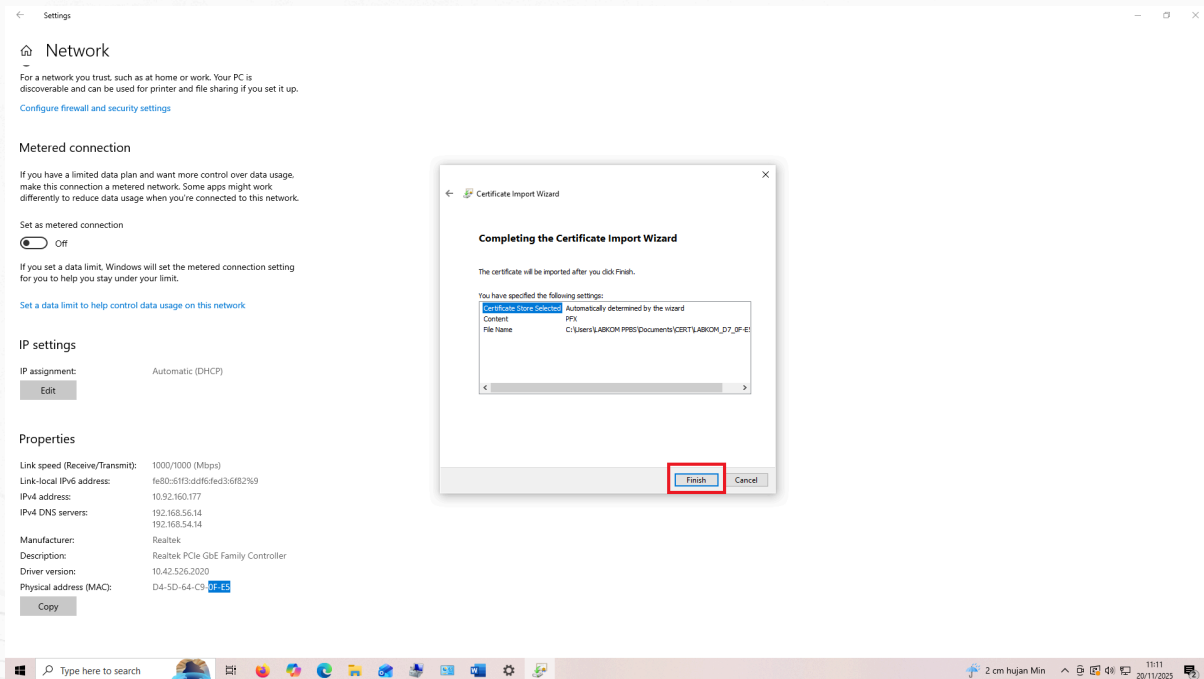 Settings
Network
For a network you trust, such as at home or work. Your PC is
discoverable and can be used for printer and file sharing if you set it up.
Configure firewall and security settings
Metered connection
If you have a limited data plan and want more control over data usage,
make this connection a metered network. Some apps might work
differently to reduce data usage when you're connected to this network.
Set as metered connection
Off
If you set a data limit, Windows will set the metered connection setting
for you to help you stay under your limit.
Set a data limit to help control data usage on this network
IP settings
IP assignment: Automatic (DHCP)
Edit
Properties
Link speed (Receive/Transmit): 1000/1000 (Mbps)
Link-local IPv6 address: fe80::61f3:ddf6:fed3:6f82%9
IPv4 address: 10.92.160.177
IPv4 DNS servers: 192.168.56.14
192.168.54.14
Manufacturer: Realtek
Description: Realtek PCIe GbE Family Controller
Driver version: 10.42.526.2020
Physical address (MAC): D4-5D-64-C9-0F-E5
Copy
Certificate Import Wizard
Completing the Certificate Import Wizard
The certificate will be imported after you click Finish.
You have specified the following settings:
Certificate Store Selected Automatically determined by the wizard
Content PFX
File Name C:\Users\LABKOM PPBS\Documents\CERT\LABKOM_D7_0F-E5
Finish Cancel
Type here to search
2 cm hujan Min
11:11
20/11/2025